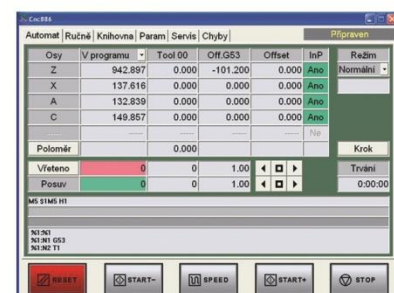 Cnc886
Automat Ručně Knihovna Param Servis Chyby Připraven
Osy V programu Tool 00 Off.G53 Offset InP Režim
Z 942.897 0.000 -101.200 0.000 Ano Normální
X 137.616 0.000 0.000 0.000 Ano
A 132.839 0.000 0.000 0.000 Ano
C 149.857 0.000 0.000 0.000 Ano
---- ---- ---- ---- ---- Ne
Poloměr 0.000 Krok
Vřeteno 0 0 1.00 Trvání
Posuv 0 0 1.00 0:00:00
M5 S1M5 H1
%1:%1
%1:N1 G53
%1:N2 T1
RESET START- SPEED START+ STOP